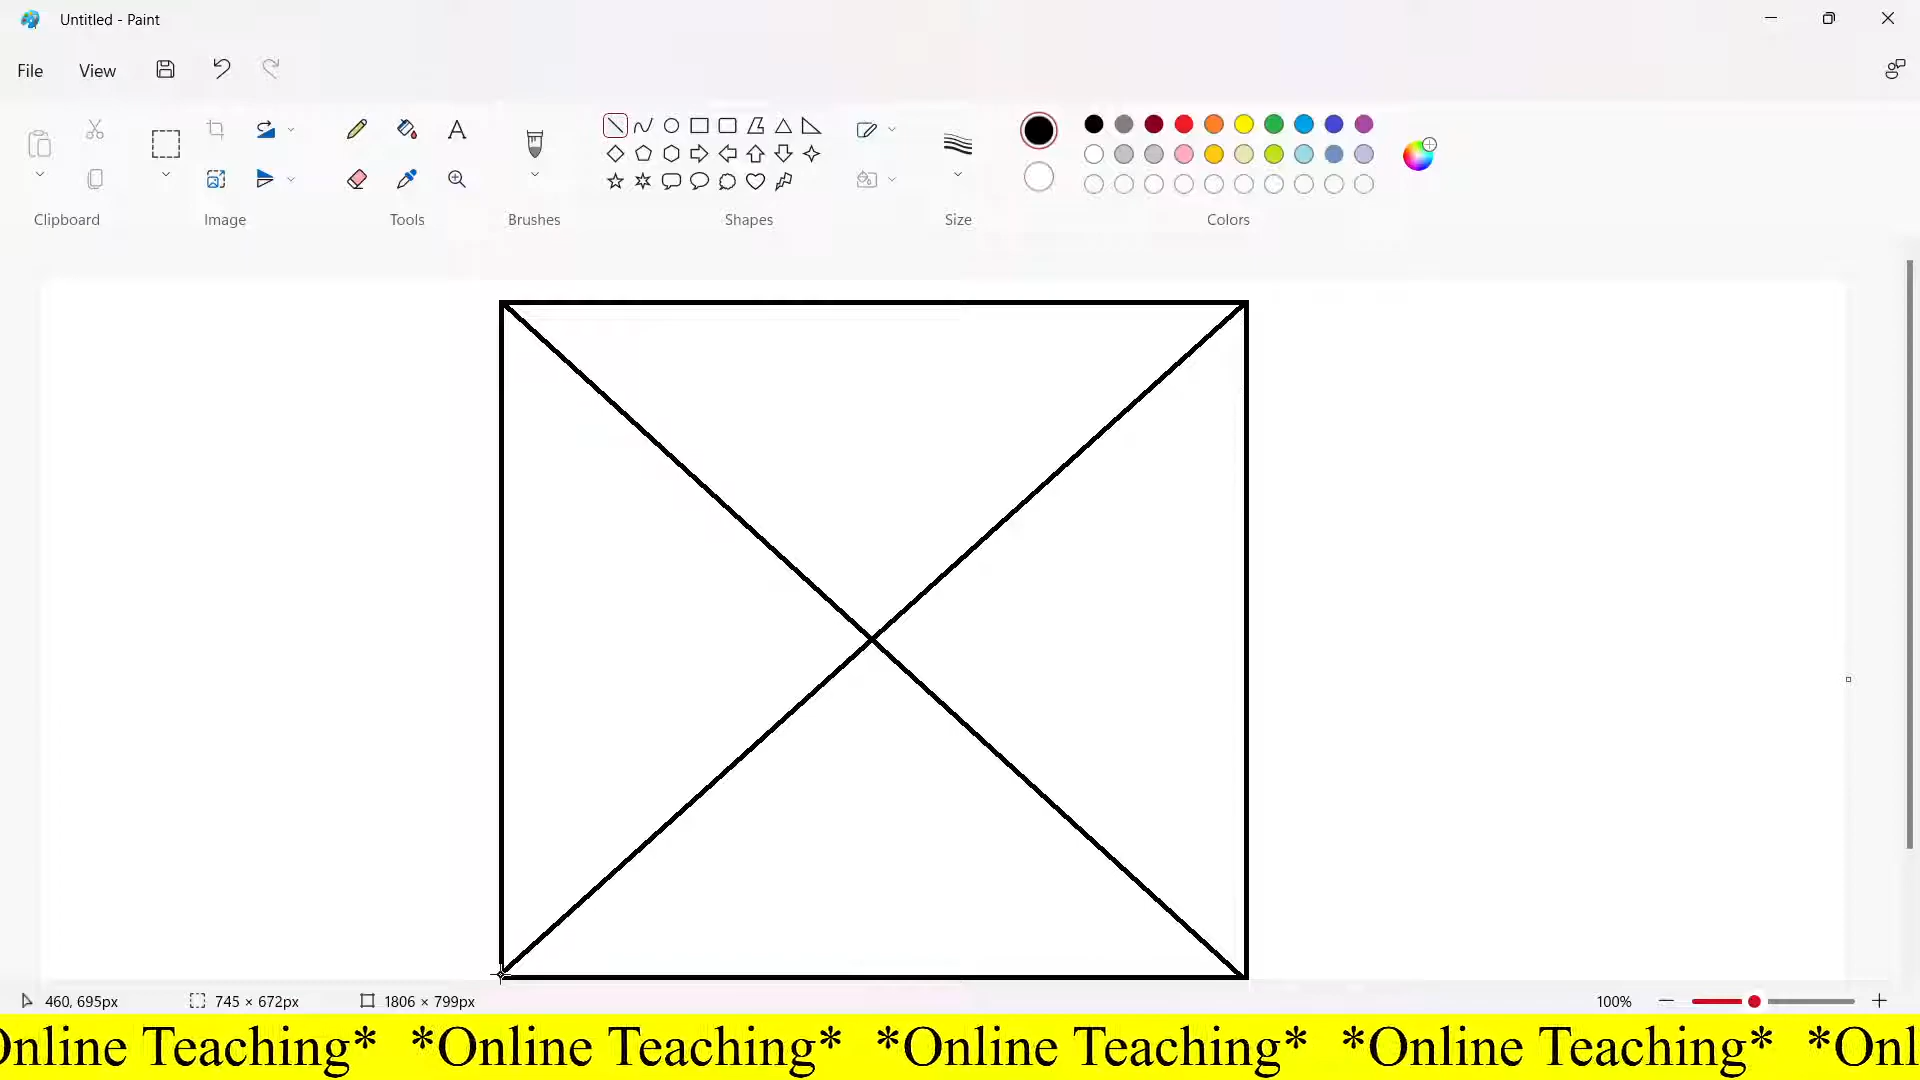 Untitled - Paint
File View
Clipboard Image Tools Brushes Shapes Size Colors
460, 695px 745 × 672px 1806 × 799px 100%
Online Teaching* *Online Teaching* *Online Teaching* *Online Teaching* *Onl